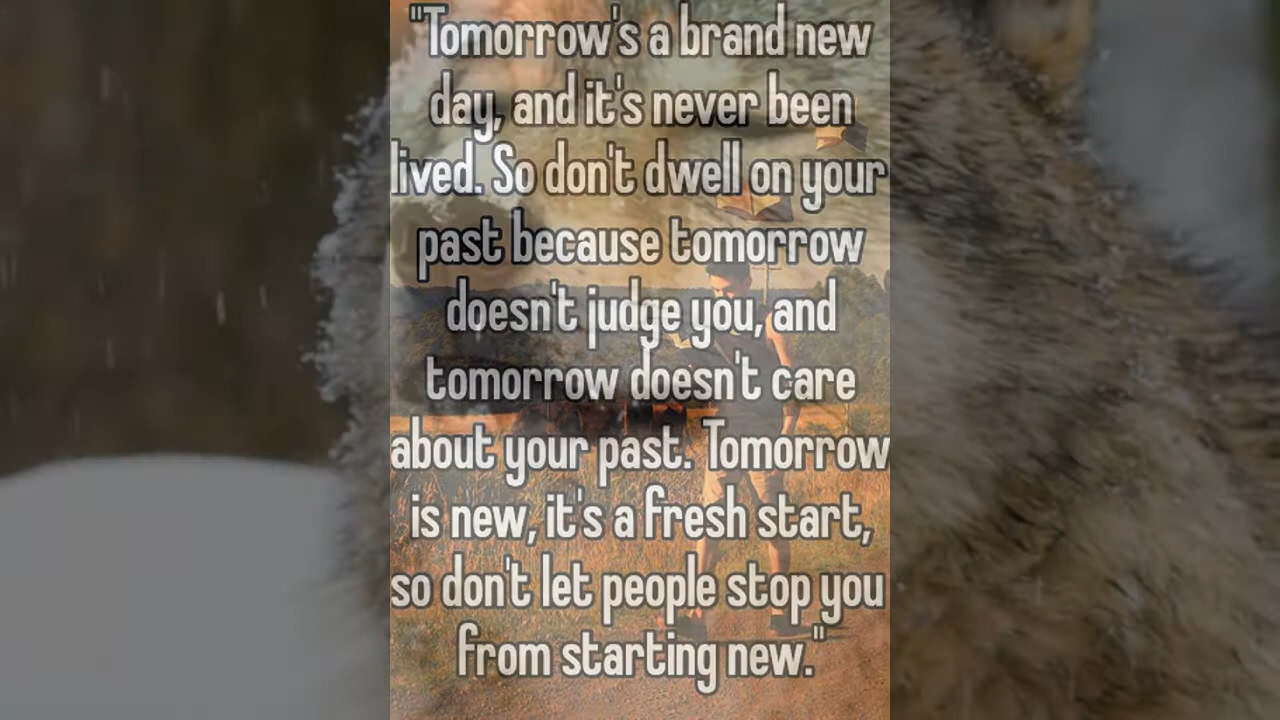 "Tomorrow's a brand new
day, and it's never been
lived. So don't dwell on your
past because tomorrow
doesn't judge you, and
tomorrow doesn't care
about your past. Tomorrow
is new, it's a fresh start,
so don't let people stop you
from starting new."